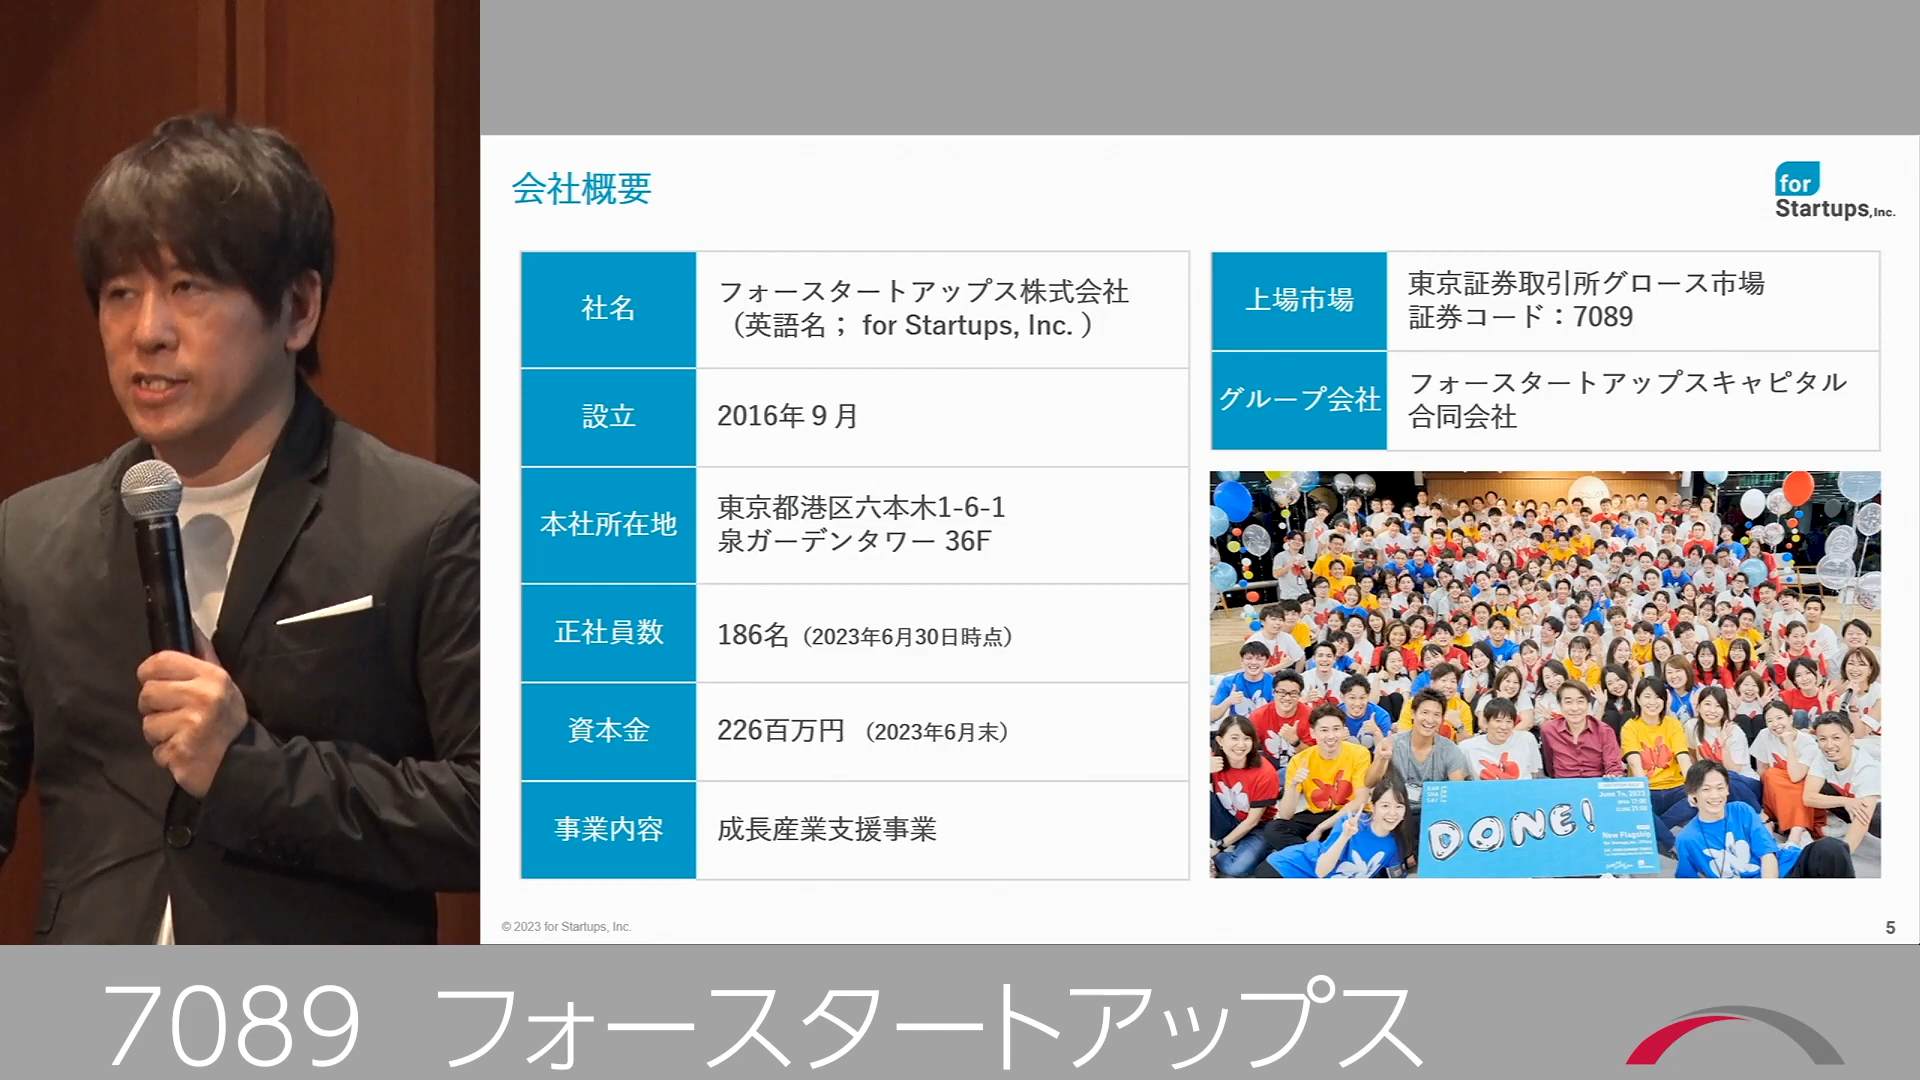 会社概要
for
Startups,Inc.
社名
フォースタートアップス株式会社
（英語名； for Startups, Inc. ）
設立
2016年９月
本社所在地
東京都港区六本木1-6-1
泉ガーデンタワー 36F
正社員数
186名（2023年6月30日時点）
資本金
226百万円 （2023年6月末）
事業内容
成長産業支援事業
上場市場
東京証券取引所グロース市場
証券コード：7089
グループ会社
フォースタートアップスキャピタル
合同会社
DONE!
June 7th, 2023
New Flagship
© 2023 for Startups, Inc.
5
7089 フォースタートアップス